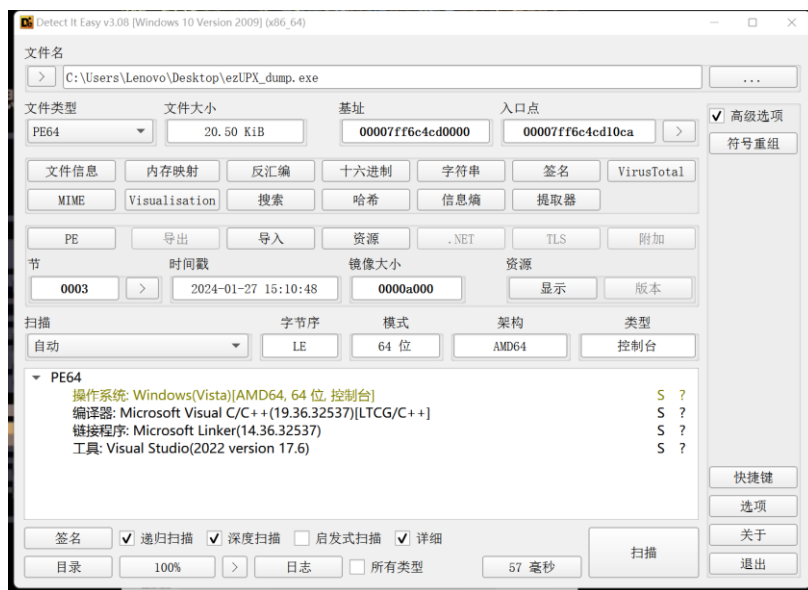 Detect It Easy v3.08 [Windows 10 Version 2009] (x86_64)
文件名
> C:\Users\Lenovo\Desktop\ezUPX_dump.exe ...
文件类型 文件大小 基址 入口点
PE64 20.50 KiB 00007ff6c4cd0000 00007ff6c4cd10ca >
高级选项
符号重组
文件信息 内存映射 反汇编 十六进制 字符串 签名 VirusTotal
MIME Visualisation 搜索 哈希 信息熵 提取器
PE 导出 导入 资源 .NET TLS 附加
节 时间戳 镜像大小 资源
0003 > 2024-01-27 15:10:48 0000a000 显示 版本
扫描 字节序 模式 架构 类型
自动 LE 64 位 AMD64 控制台
PE64
操作系统: Windows(Vista)[AMD64, 64 位, 控制台] S ?
编译器: Microsoft Visual C/C++(19.36.32537)[LTCG/C++] S ?
链接程序: Microsoft Linker(14.36.32537) S ?
工具: Visual Studio(2022 version 17.6) S ?
快捷键
选项
签名 递归扫描 深度扫描 启发式扫描 详细 扫描 关于
目录 100% > 日志 所有类型 57 毫秒 退出